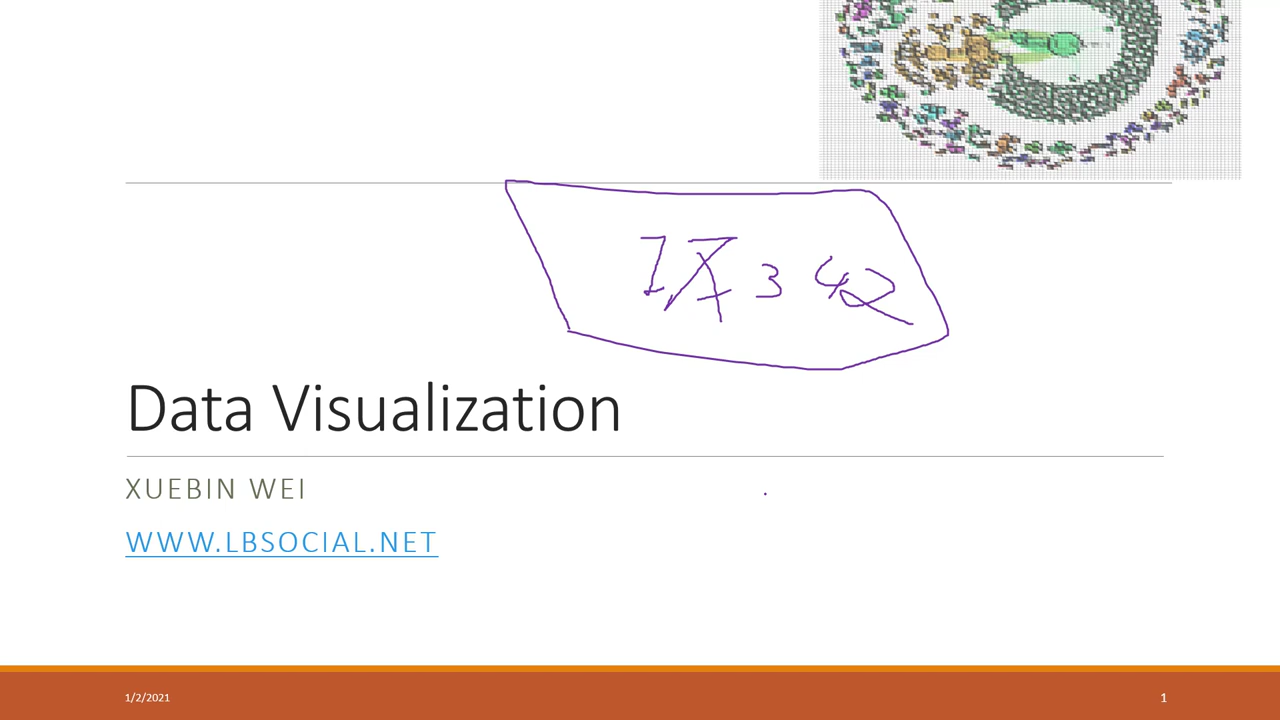 Data Visualization
XUEBIN WEI
WWW.LBSOCIAL.NET
1/2/2021
1